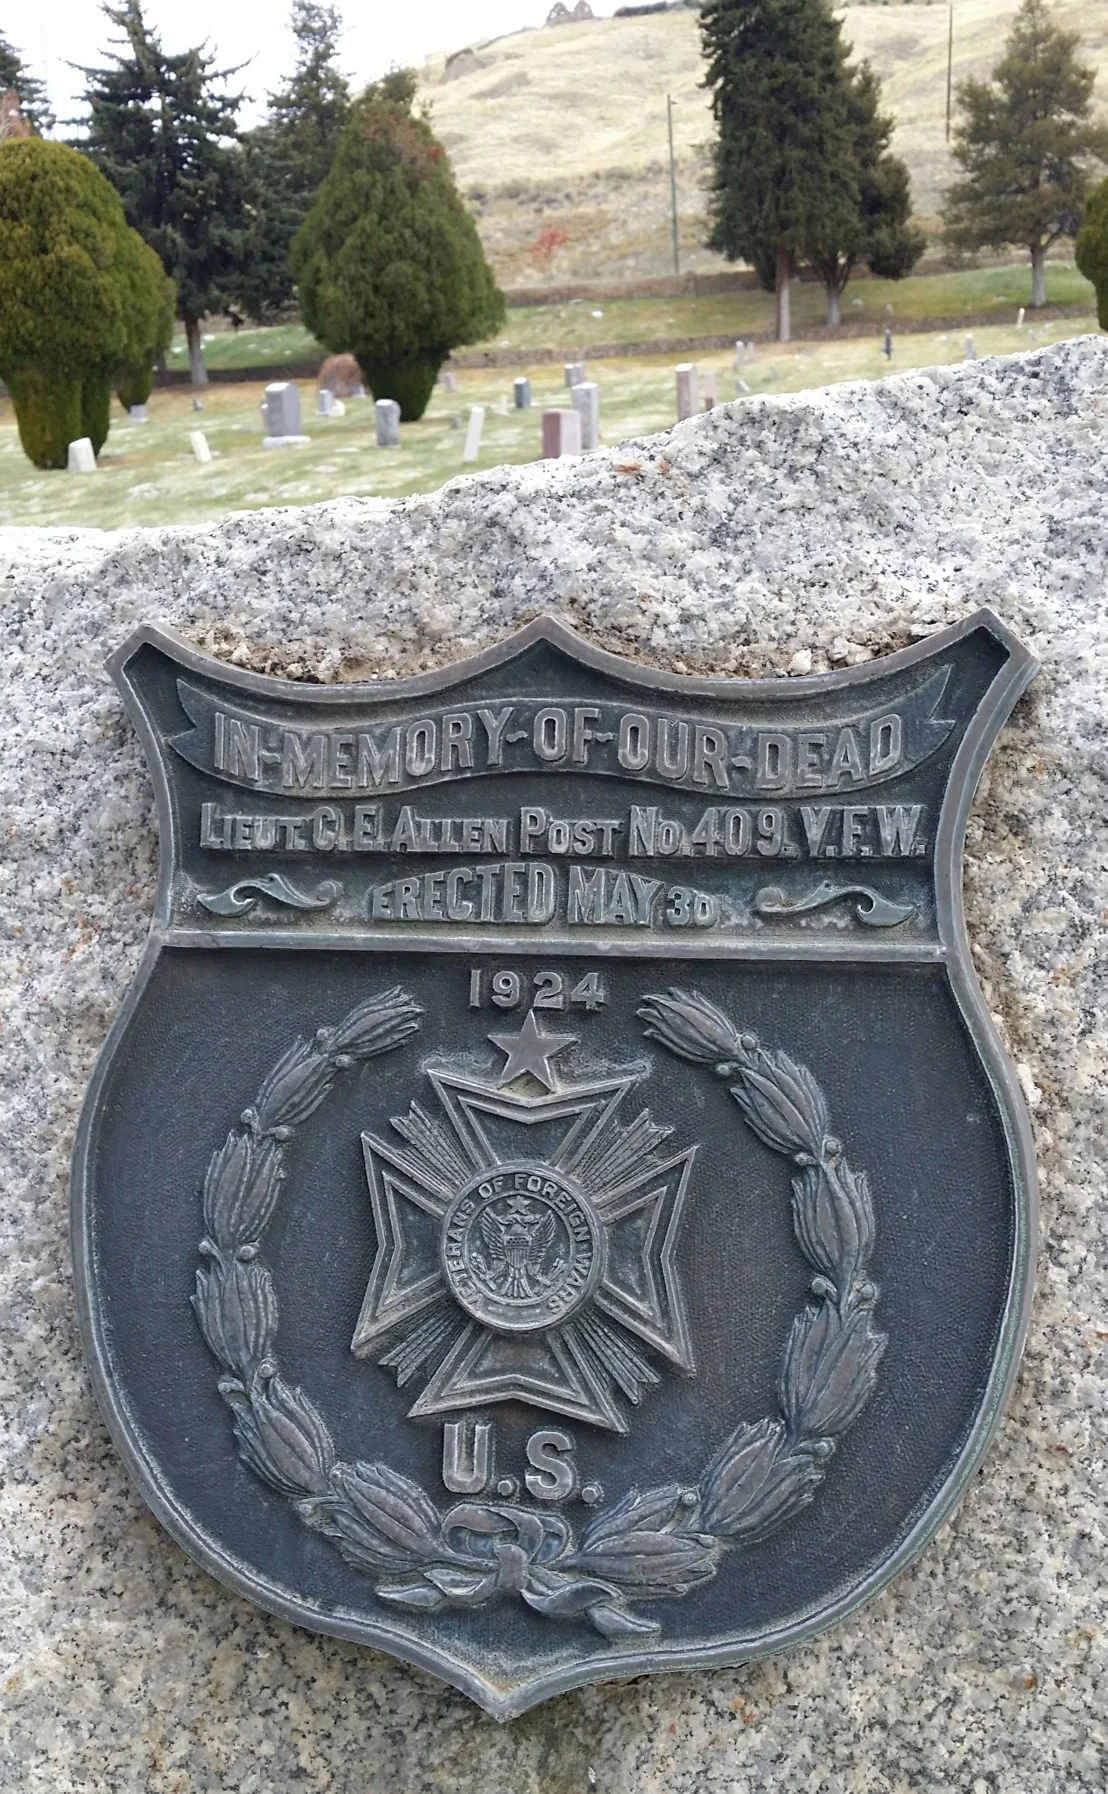 IN-MEMORY-OF-OUR-DEAD
LIEUT. C. E. ALLEN POST No. 409. V.F.W.
ERECTED MAY 30
1924
VETERANS OF FOREIGN WARS
U.S.